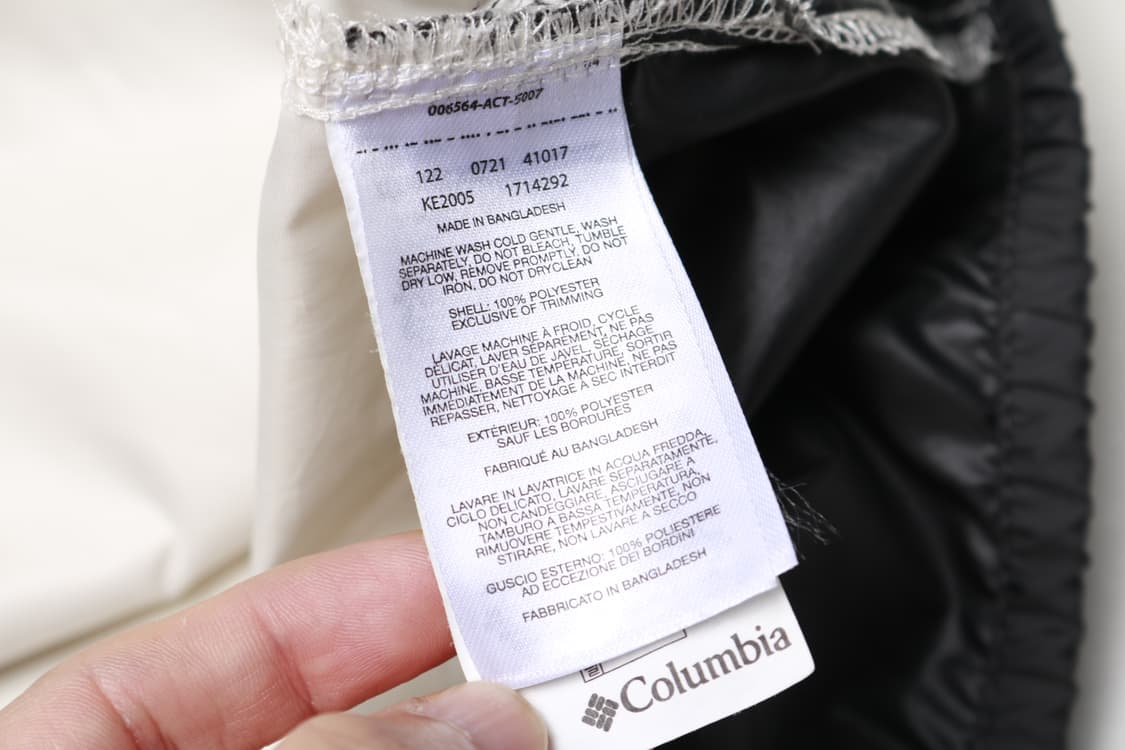 006564-ACT-5007
122 0721 41017
KE2005 1714292
MADE IN BANGLADESH
MACHINE WASH COLD GENTLE, WASH
SEPARATELY, DO NOT BLEACH, TUMBLE
DRY LOW, REMOVE PROMPTLY, DO NOT
IRON, DO NOT DRYCLEAN
SHELL: 100% POLYESTER
EXCLUSIVE OF TRIMMING
LAVAGE MACHINE À FROID, CYCLE
DÉLICAT, LAVER SÉPARÉMENT, NE PAS
UTILISER D'EAU DE JAVEL, SÉCHAGE
MACHINE, BASSE TEMPÉRATURE, SORTIR
IMMÉDIATEMENT DE LA MACHINE, NE PAS
REPASSER, NETTOYAGE À SEC INTERDIT
EXTÉRIEUR: 100% POLYESTER
SAUF LES BORDURES
FABRIQUÉ AU BANGLADESH
LAVARE IN LAVATRICE IN ACQUA FREDDA,
CICLO DELICATO, LAVARE SEPARATAMENTE,
NON CANDEGGIARE, ASCIUGARE A
TAMBURO A BASSA TEMPERATURA,
RIMUOVERE TEMPESTIVAMENTE, NON
STIRARE, NON LAVARE A SECCO
GUSCIO ESTERNO: 100% POLIESTERE
AD ECCEZIONE DEI BORDINI
FABBRICATO IN BANGLADESH
Columbia